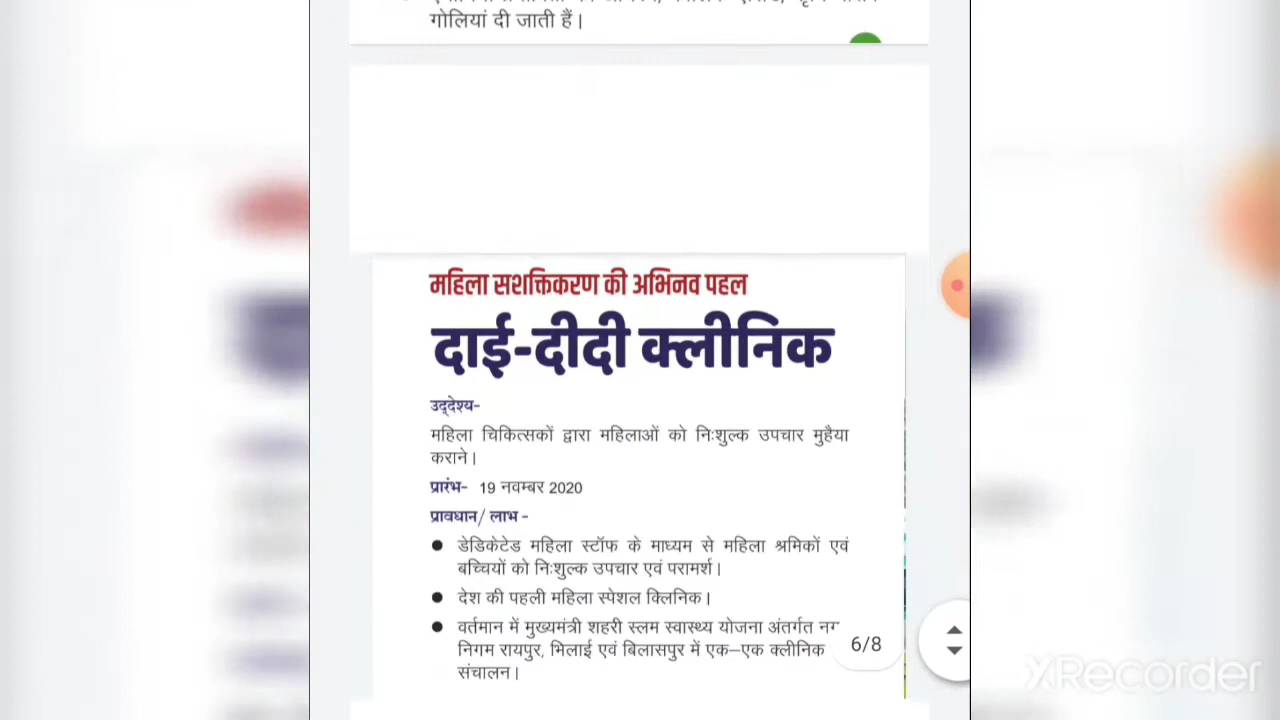 गोलियां दी जाती हैं।
महिला सशक्तिकरण की अभिनव पहल
दाई-दीदी क्लीनिक
उद्देश्य-
महिला चिकित्सकों द्वारा महिलाओं को निःशुल्क उपचार मुहैया
कराने।
प्रारंभ- 19 नवम्बर 2020
प्रावधान/ लाभ -
● डेडिकेटेड महिला स्टॉफ के माध्यम से महिला श्रमिकों एवं
बच्चियों को निःशुल्क उपचार एवं परामर्श।
● देश की पहली महिला स्पेशल क्लिनिक।
● वर्तमान में मुख्यमंत्री शहरी स्लम स्वास्थ्य योजना अंतर्गत
निगम रायपुर, भिलाई एवं बिलासपुर में एक–एक क्लीनिक
संचालन।
6/8
XRecorder